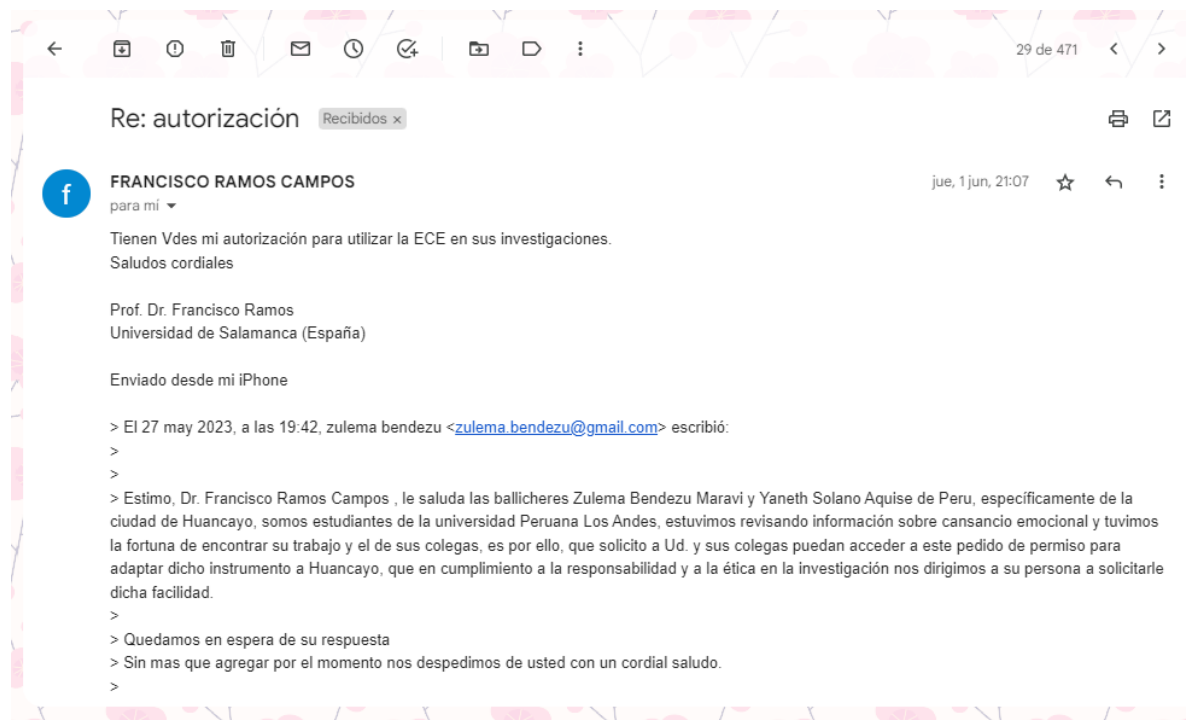 29 de 471
Re: autorización Recibidos ×
f
FRANCISCO RAMOS CAMPOS jue, 1 jun, 21:07
para mí
Tienen Vdes mi autorización para utilizar la ECE en sus investigaciones.
Saludos cordiales
Prof. Dr. Francisco Ramos
Universidad de Salamanca (España)
Enviado desde mi iPhone
> El 27 may 2023, a las 19:42, zulema bendezu <zulema.bendezu@gmail.com> escribió:
>
>
> Estimo, Dr. Francisco Ramos Campos , le saluda las ballicheres Zulema Bendezu Maravi y Yaneth Solano Aquise de Peru, específicamente de la
ciudad de Huancayo, somos estudiantes de la universidad Peruana Los Andes, estuvimos revisando información sobre cansancio emocional y tuvimos
la fortuna de encontrar su trabajo y el de sus colegas, es por ello, que solicito a Ud. y sus colegas puedan acceder a este pedido de permiso para
adaptar dicho instrumento a Huancayo, que en cumplimiento a la responsabilidad y a la ética en la investigación nos dirigimos a su persona a solicitarle
dicha facilidad.
>
> Quedamos en espera de su respuesta
> Sin mas que agregar por el momento nos despedimos de usted con un cordial saludo.
>